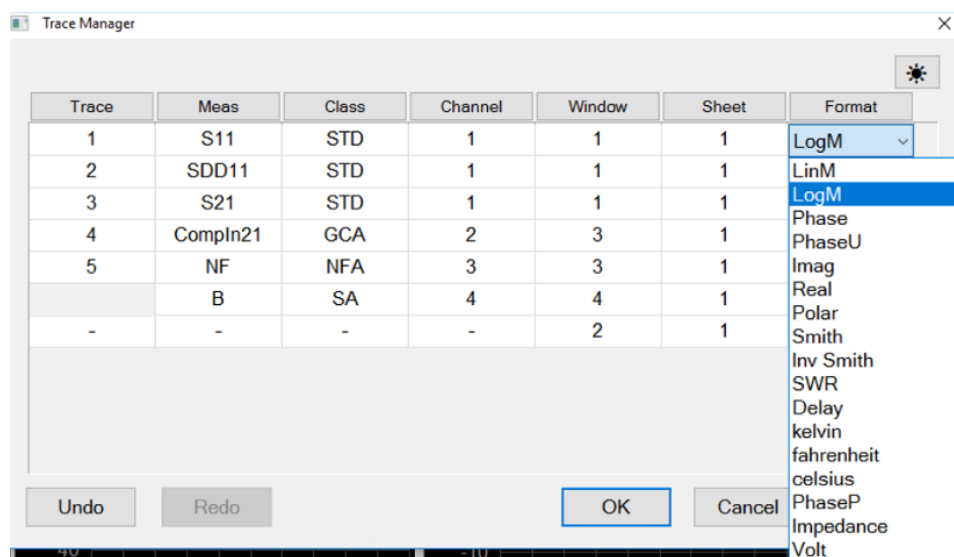 Trace Manager
Trace Meas Class Channel Window Sheet Format
1 S11 STD 1 1 1 LogM
2 SDD11 STD 1 1 1
LinM
3 S21 STD 1 1 1
LogM
Phase
4 CompIn21 GCA 2 3 1
PhaseU
5 NF NFA 3 3 1
Imag
B SA 4 4 1
Real
Polar
- - - - 2 1
Smith
Inv Smith
SWR
Delay
kelvin
fahrenheit
celsius
PhaseP
Undo Redo OK Cancel
Impedance
Volt
40 -10